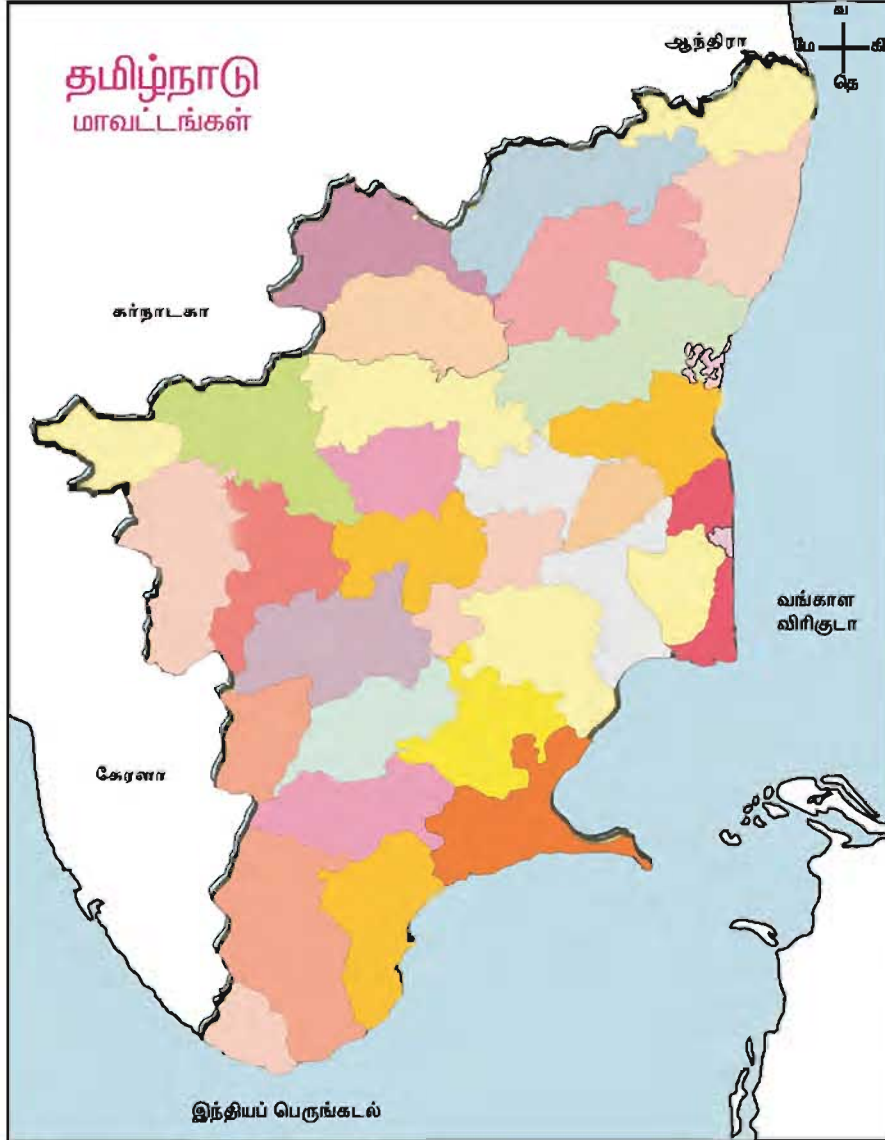 ஆந்திரா
வ
மே
கி
தெ
தமிழ்நாடு
மாவட்டங்கள்
கர்நாடகா
வங்காள
விரிகுடா
கேரளா
இந்தியப் பெருங்கடல்